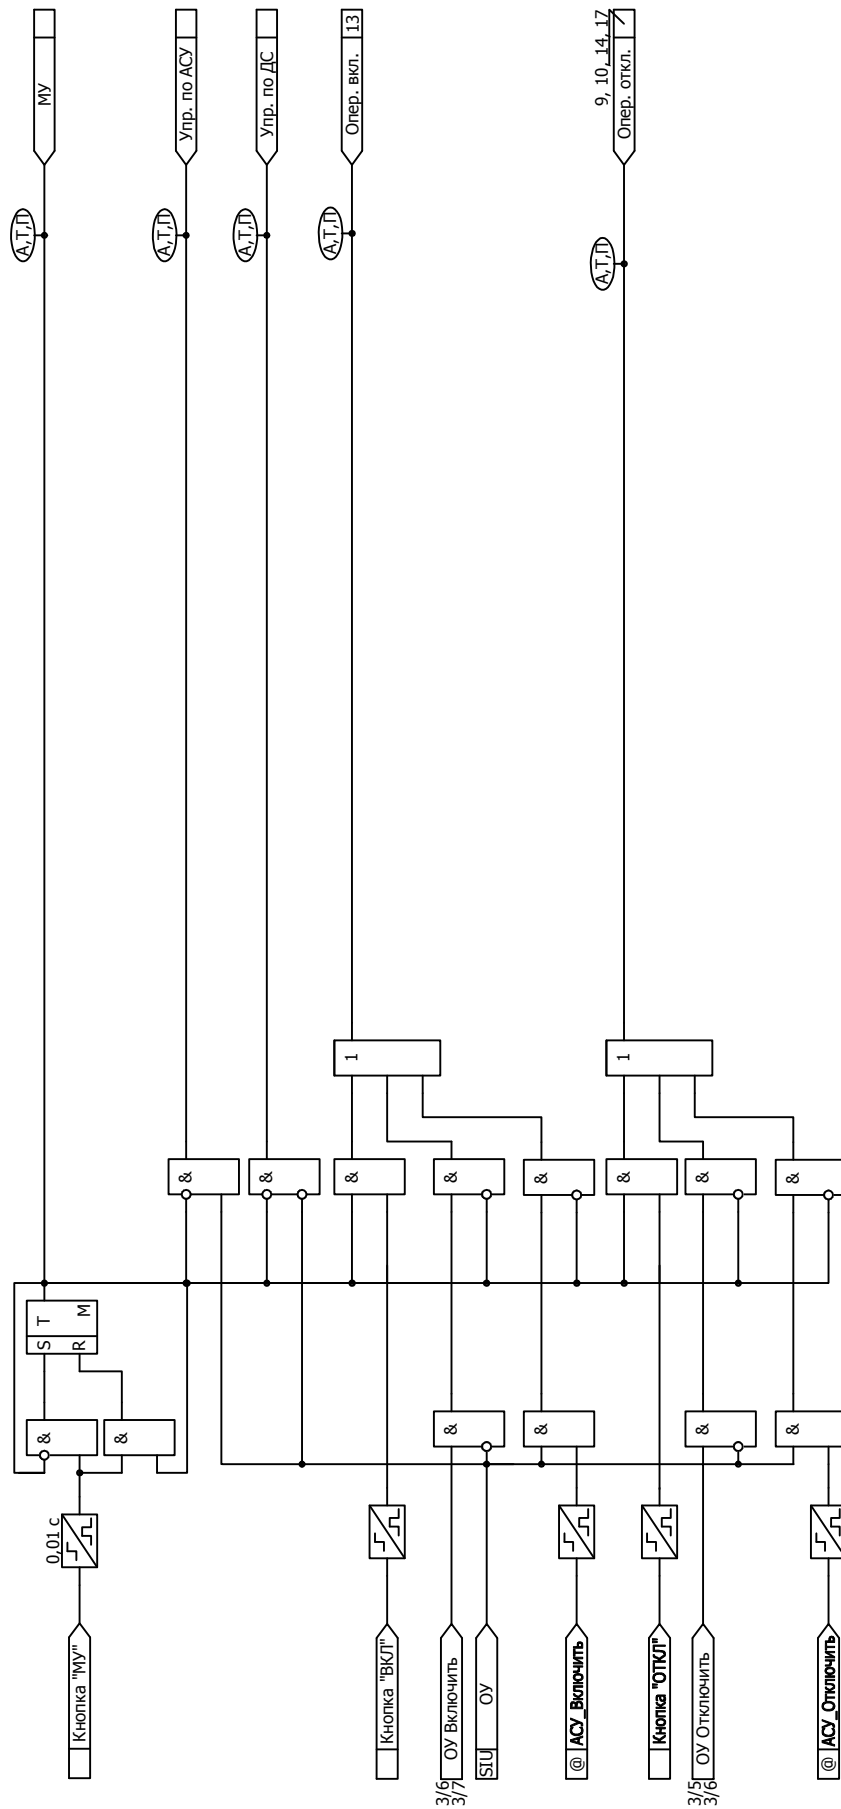 МУ
Упр. по АСУ
Упр. по ДС
Опер. вкл. 13
9, 10, 14, 17
Опер. откл.
А,Т,П
А,Т,П
А,Т,П
А,Т,П
А,Т,П
1
1
&
&
&
&
&
&
&
&
S T
R M
&
&
&
&
&
&
0,01 с
Кнопка "МУ"
Кнопка "ВКЛ"
3/6
3/7
ОУ Включить
SIU ОУ
@ АСУ_Включить
Кнопка "ОТКЛ"
3/5
3/6
ОУ Отключить
@ АСУ_Отключить